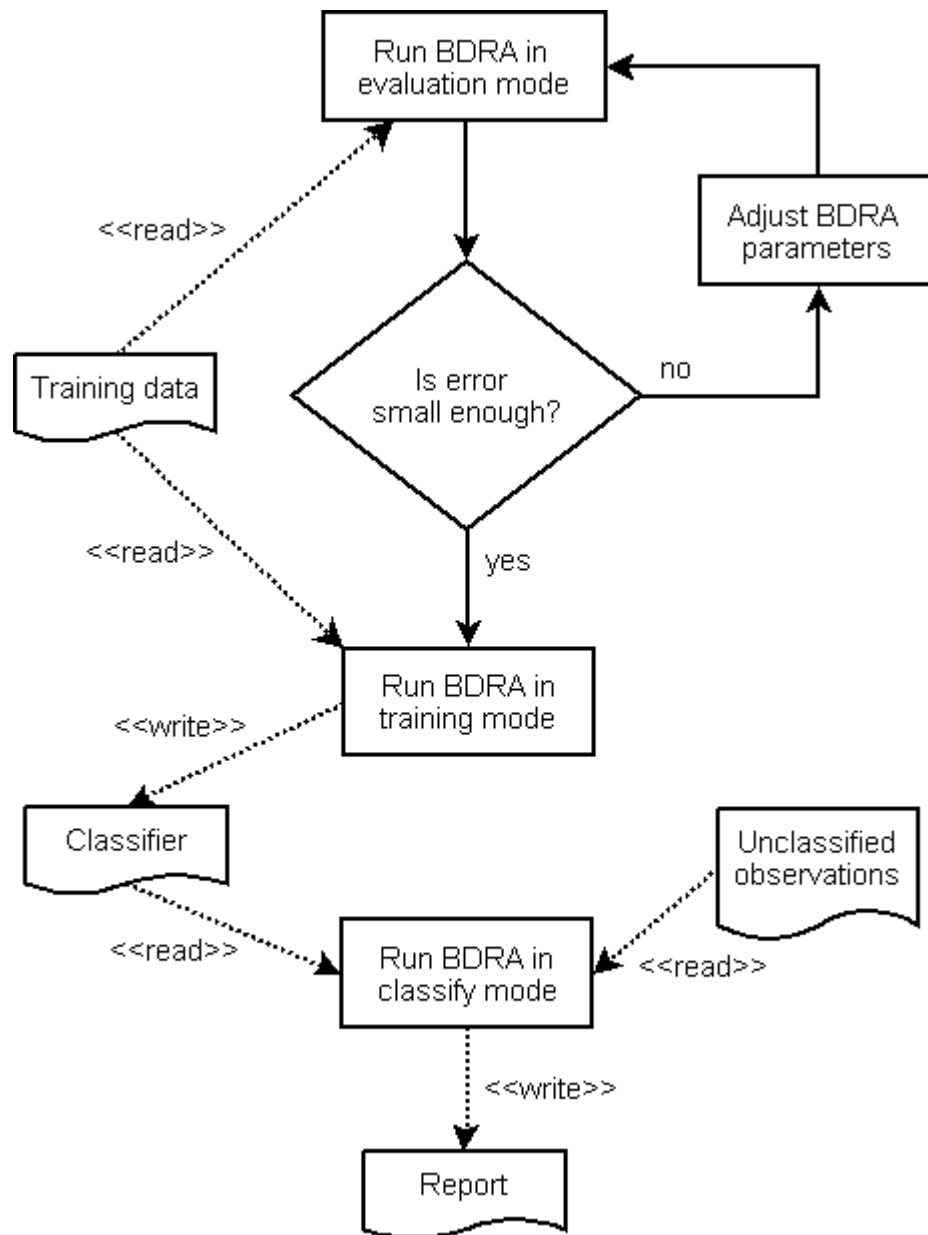 Run BDRA in
evaluation mode
<<read>>
Adjust BDRA
parameters
Training data
Is error
small enough?
no
<<read>>
yes
Run BDRA in
training mode
<<write>>
Classifier
Unclassified
observations
<<read>>
Run BDRA in
classify mode
<<read>>
<<write>>
Report